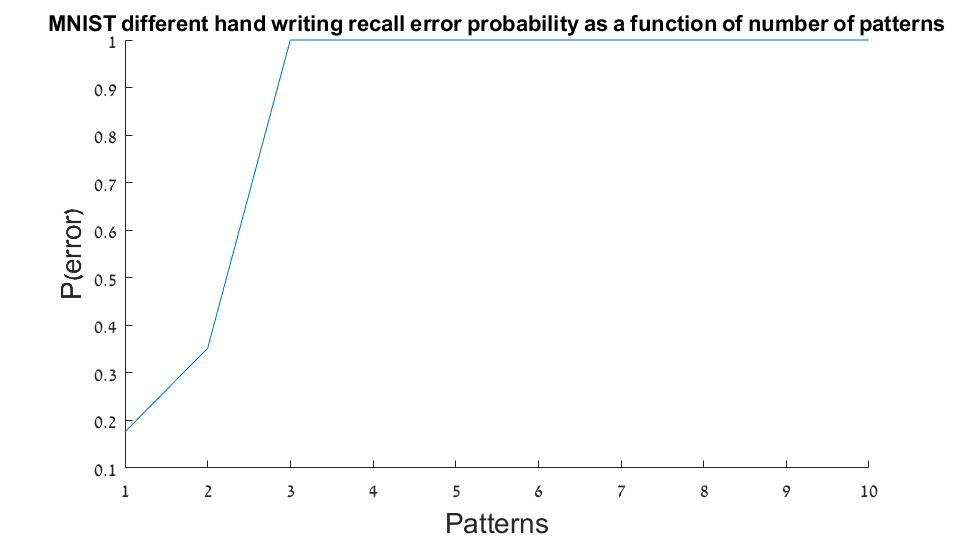 MNIST different hand writing recall error probability as a function of number of patterns
1
0.9
0.8
0.7
0.6
0.5
0.4
0.3
0.2
0.1
P(error)
1 2 3 4 5 6 7 8 9 10
Patterns